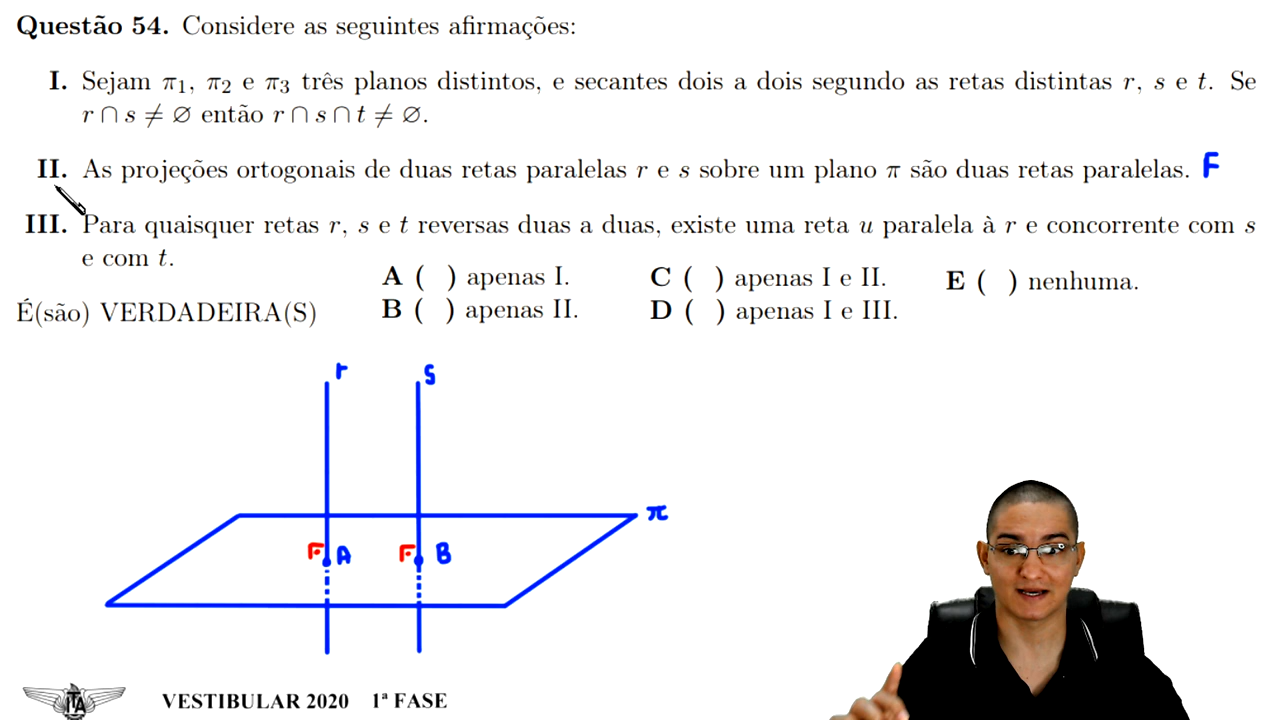 Questão 54. Considere as seguintes afirmações:
I. Sejam π₁, π₂ e π₃ três planos distintos, e secantes dois a dois segundo as retas distintas r, s e t. Se
r ∩ s ≠ ∅ então r ∩ s ∩ t ≠ ∅.
II. As projeções ortogonais de duas retas paralelas r e s sobre um plano π são duas retas paralelas. F
III. Para quaisquer retas r, s e t reversas duas a duas, existe uma reta u paralela à r e concorrente com s
e com t.
É(são) VERDADEIRA(S)
A ( ) apenas I.
B ( ) apenas II.
C ( ) apenas I e II.
D ( ) apenas I e III.
E ( ) nenhuma.
r s
π
F A F B
ITA
VESTIBULAR 2020 1ª FASE